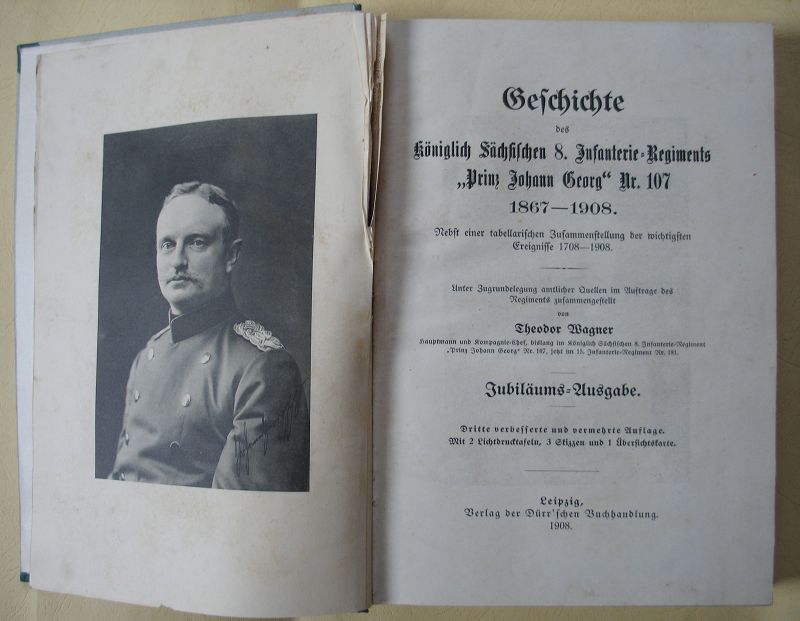 Geschichte
des
Königlich Sächsischen 8. Infanterie-Regiments
„Prinz Johann Georg“ Nr. 107
1867—1908.
Nebst einer tabellarischen Zusammenstellung der wichtigsten
Ereignisse 1708—1908.
Unter Zugrundelegung amtlicher Quellen im Auftrage des
Regiments zusammengestellt
von
Theodor Wagner
Hauptmann und Kompagnie-Chef, bislang im Königlich Sächsischen 8. Infanterie-Regiment
„Prinz Johann Georg“ Nr. 107, jetzt im 15. Infanterie-Regiment Nr. 181.
Jubiläums-Ausgabe.
Dritte verbesserte und vermehrte Auflage.
Mit 2 Lichtdrucktafeln, 3 Skizzen und 1 Übersichtskarte.
Leipzig,
Verlag der Dürr'schen Buchhandlung.
1908.